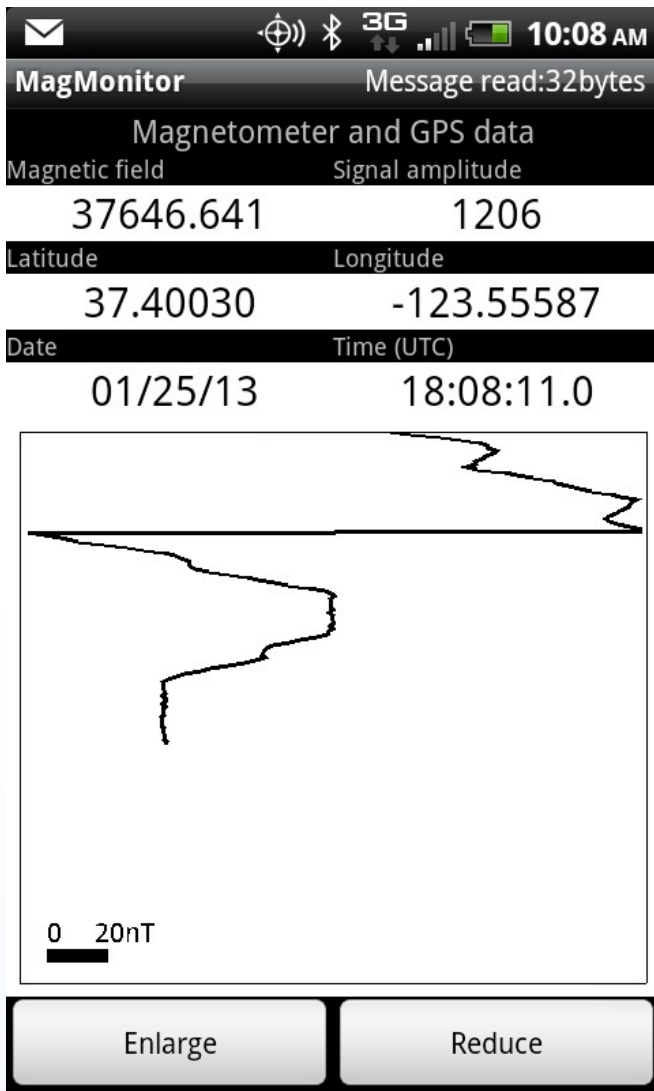 3G 10:08 AM
MagMonitor Message read:32bytes
Magnetometer and GPS data
Magnetic field Signal amplitude
37646.641 1206
Latitude Longitude
37.40030 -123.55587
Date Time (UTC)
01/25/13 18:08:11.0
0 20nT
Enlarge Reduce